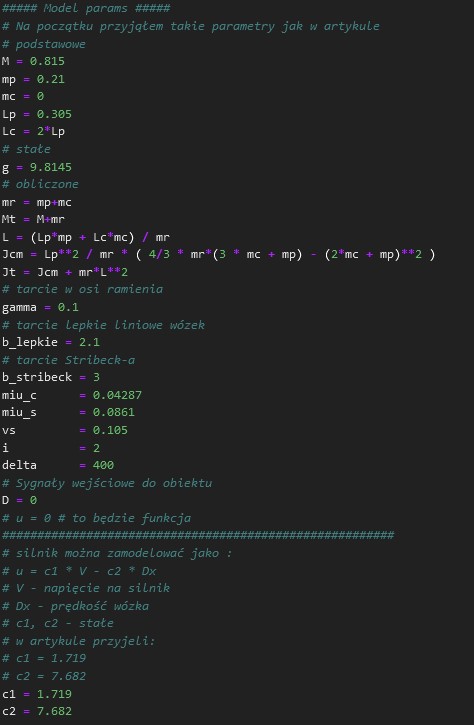 ##### Model params #####
# Na początku przyjąłem takie parametry jak w artykule
# podstawowe
M = 0.815
mp = 0.21
mc = 0
Lp = 0.305
Lc = 2*Lp
# stałe
g = 9.8145
# obliczone
mr = mp+mc
Mt = M+mr
L = (Lp*mp + Lc*mc) / mr
Jcm = Lp**2 / mr * ( 4/3 * mr*(3 * mc + mp) - (2*mc + mp)**2 )
Jt = Jcm + mr*L**2
# tarcie w osi ramienia
gamma = 0.1
# tarcie lepkie liniowe wózek
b_lepkie = 2.1
# tarcie Stribeck-a
b_stribeck = 3
miu_c = 0.04287
miu_s = 0.0861
vs = 0.105
i = 2
delta = 400
# Sygnały wejściowe do obiektu
D = 0
# u = 0 # to będzie funkcja
########################################################
# silnik można zamodelować jako :
# u = c1 * V - c2 * Dx
# V - napięcie na silnik
# Dx - prędkość wózka
# c1, c2 - stałe
# w artykule przyjeli:
# c1 = 1.719
# c2 = 7.682
c1 = 1.719
c2 = 7.682